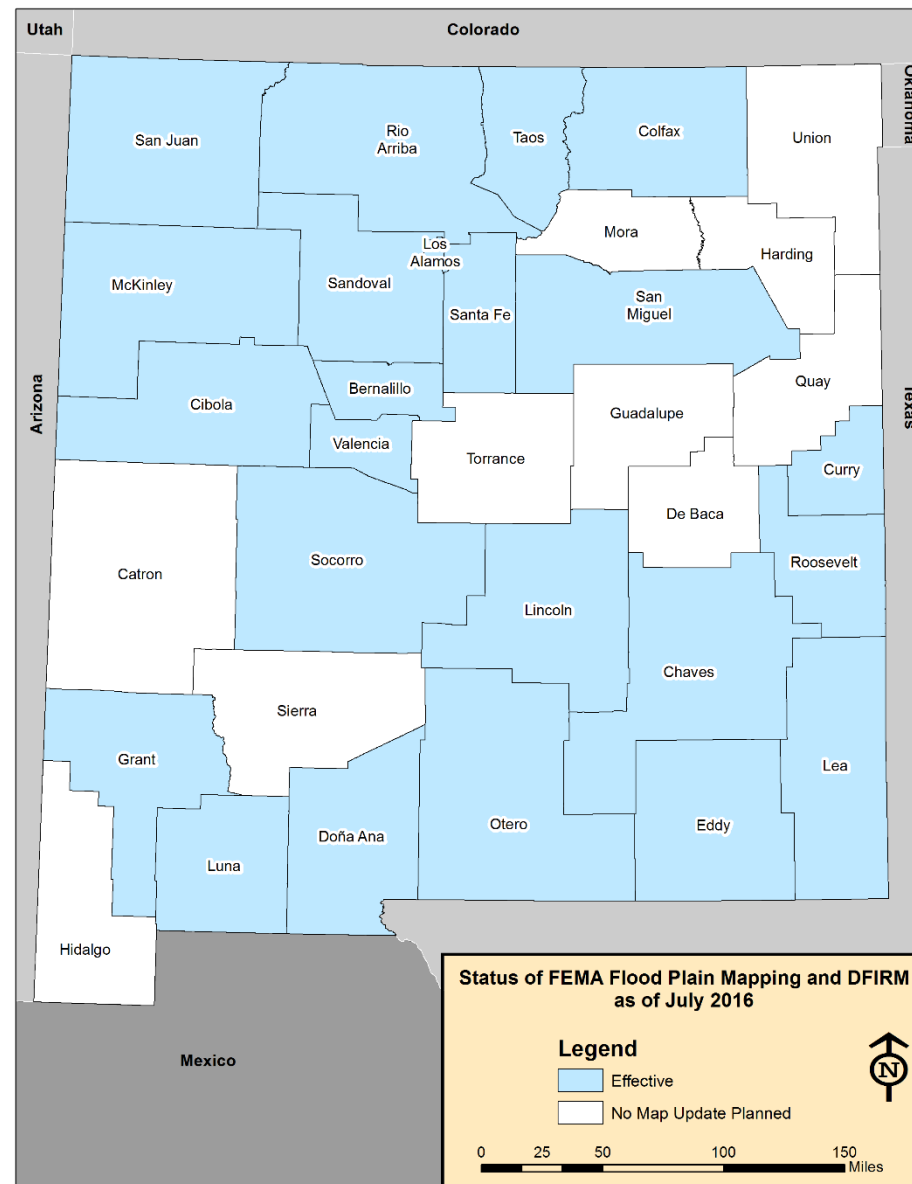 Utah
Colorado
Oklahoma
San Juan
Rio
Arriba
Taos
Colfax
Union
Mora
Harding
Los
Alamos
McKinley
Sandoval
Santa Fe
San
Miguel
Arizona
Texas
Cibola
Bernalillo
Valencia
Torrance
Guadalupe
Quay
Curry
De Baca
Roosevelt
Catron
Socorro
Lincoln
Chaves
Sierra
Grant
Lea
Luna
Doña Ana
Otero
Eddy
Hidalgo
Mexico
Status of FEMA Flood Plain Mapping and DFIRM
as of July 2016
Legend
Effective
No Map Update Planned
N
0 25 50 100 150
Miles